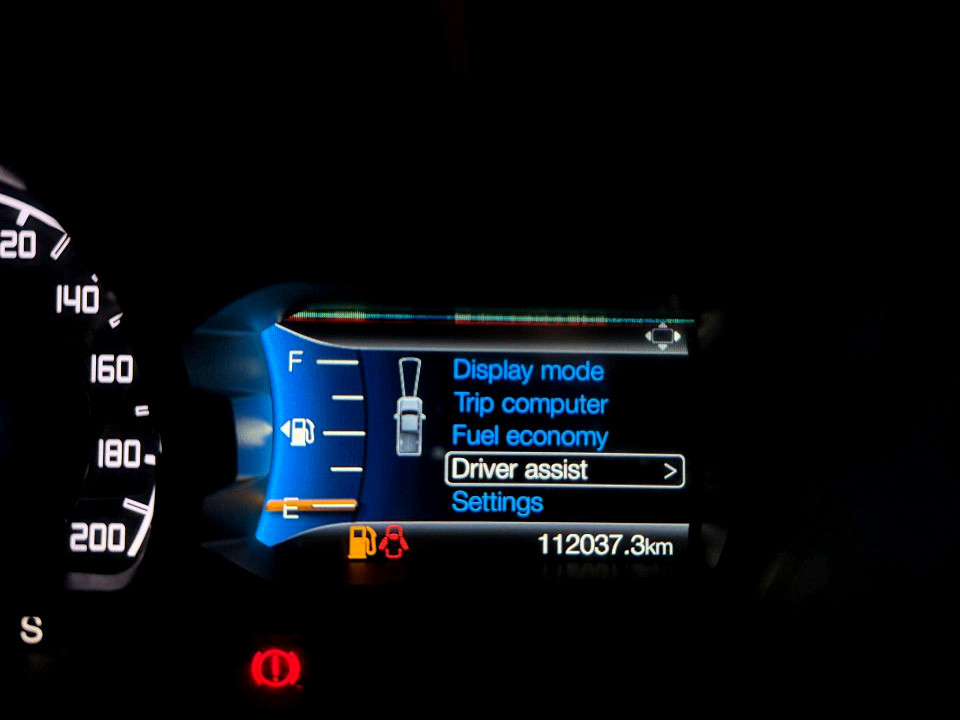 20
140
160
180
200
S
F
E
Display mode
Trip computer
Fuel economy
Driver assist >
Settings
112037.3km